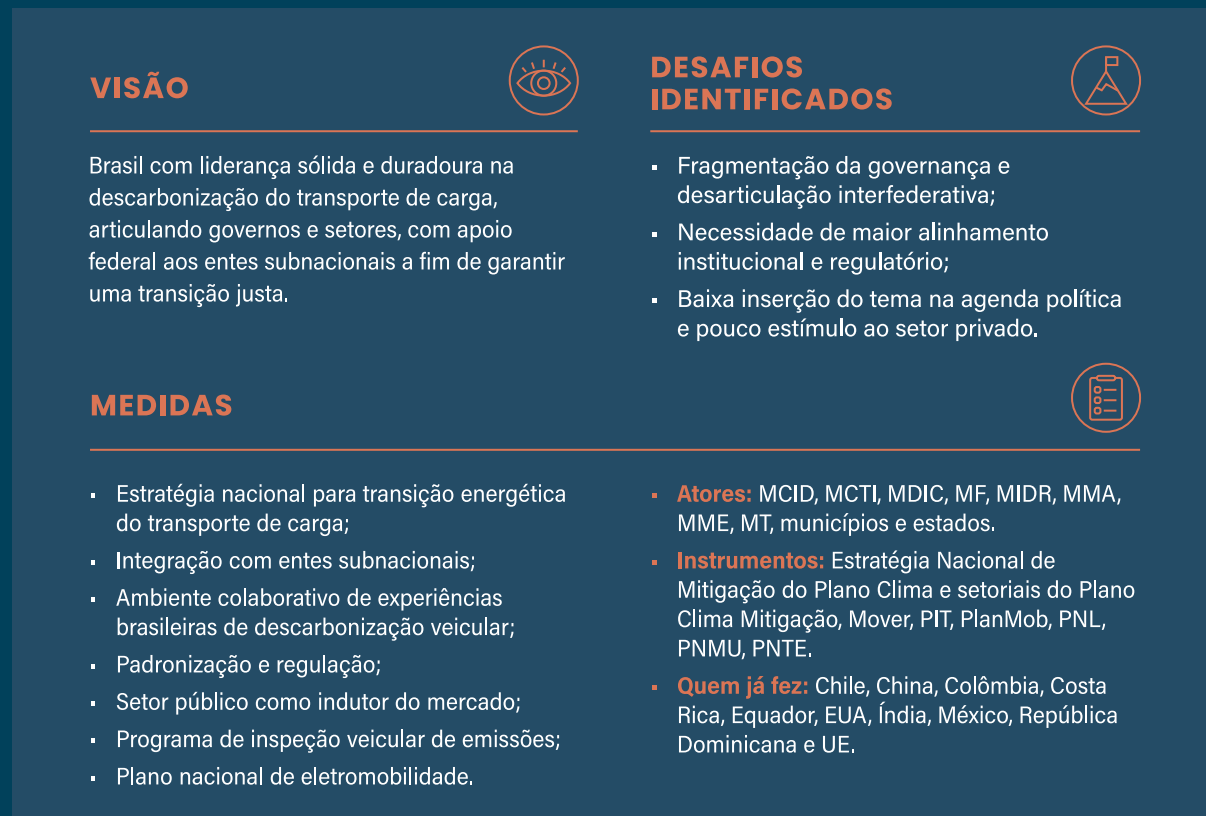 VISÃO
Brasil com liderança sólida e duradoura na
descarbonização do transporte de carga,
articulando governos e setores, com apoio
federal aos entes subnacionais a fim de garantir
uma transição justa.
DESAFIOS
IDENTIFICADOS
▪ Fragmentação da governança e
desarticulação interfederativa;
▪ Necessidade de maior alinhamento
institucional e regulatório;
▪ Baixa inserção do tema na agenda política
e pouco estímulo ao setor privado.
MEDIDAS
▪ Estratégia nacional para transição energética
do transporte de carga;
▪ Integração com entes subnacionais;
▪ Ambiente colaborativo de experiências
brasileiras de descarbonização veicular;
▪ Padronização e regulação;
▪ Setor público como indutor do mercado;
▪ Programa de inspeção veicular de emissões;
▪ Plano nacional de eletromobilidade.
▪ Atores: MCID, MCTI, MDIC, MF, MIDR, MMA,
MME, MT, municípios e estados.
▪ Instrumentos: Estratégia Nacional de
Mitigação do Plano Clima e setoriais do Plano
Clima Mitigação, Mover, PIT, PlanMob, PNL,
PNMU, PNTE.
▪ Quem já fez: Chile, China, Colômbia, Costa
Rica, Equador, EUA, Índia, México, República
Dominicana e UE.